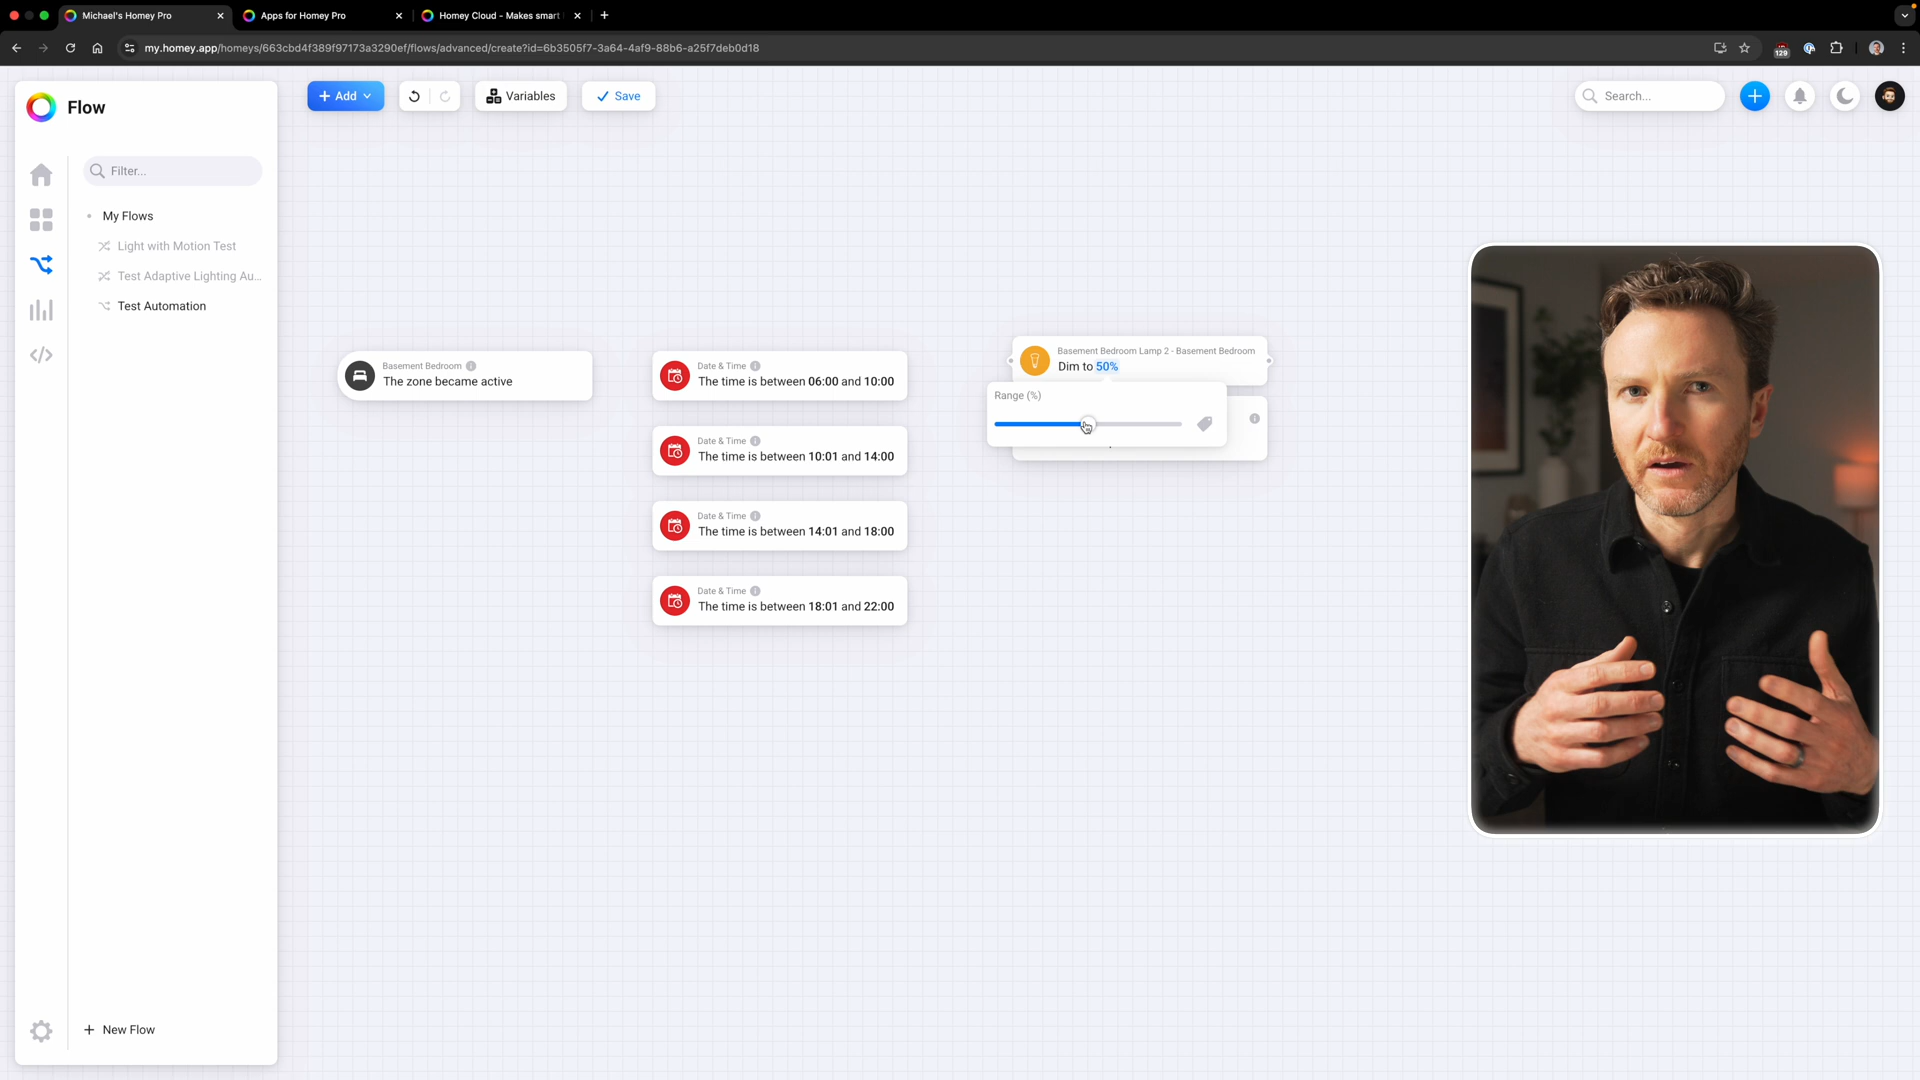 Michael's Homey Pro
Apps for Homey Pro
Homey Cloud - Makes smart
my.homey.app/homeys/663cbd4f389f97173a3290ef/flows/advanced/create?id=6b3505f7-3a64-4af9-88b6-a25f7deb0d18
129
Flow
Add
Variables
Save
Search...
Filter...
My Flows
Light with Motion Test
Test Adaptive Lighting Au...
Test Automation
New Flow
Basement Bedroom
The zone became active
Date & Time
The time is between 06:00 and 10:00
Date & Time
The time is between 10:01 and 14:00
Date & Time
The time is between 14:01 and 18:00
Date & Time
The time is between 18:01 and 22:00
Basement Bedroom Lamp 2 - Basement Bedroom
Dim to 50%
Range (%)